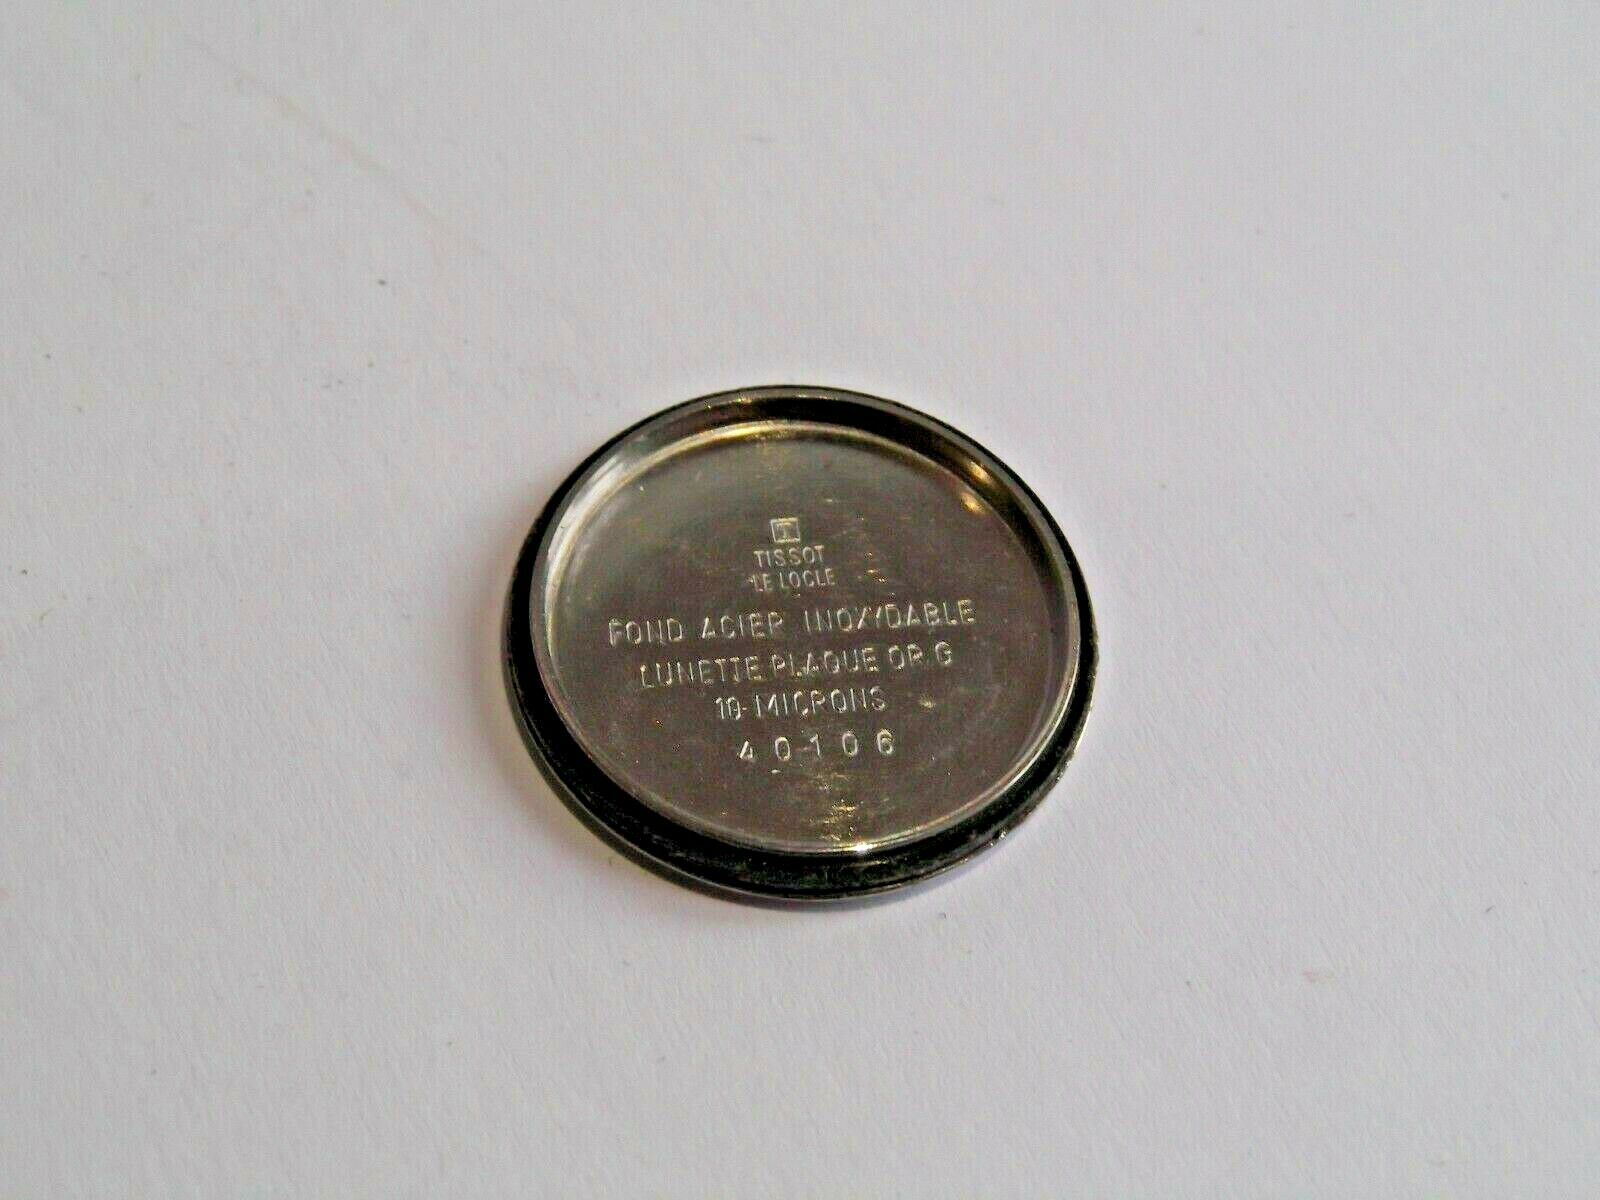 T
TISSOT
LE LOCLE
FOND ACIER INOXYDABLE
LUNETTE PLAQUE OR G
10 MICRONS
40106